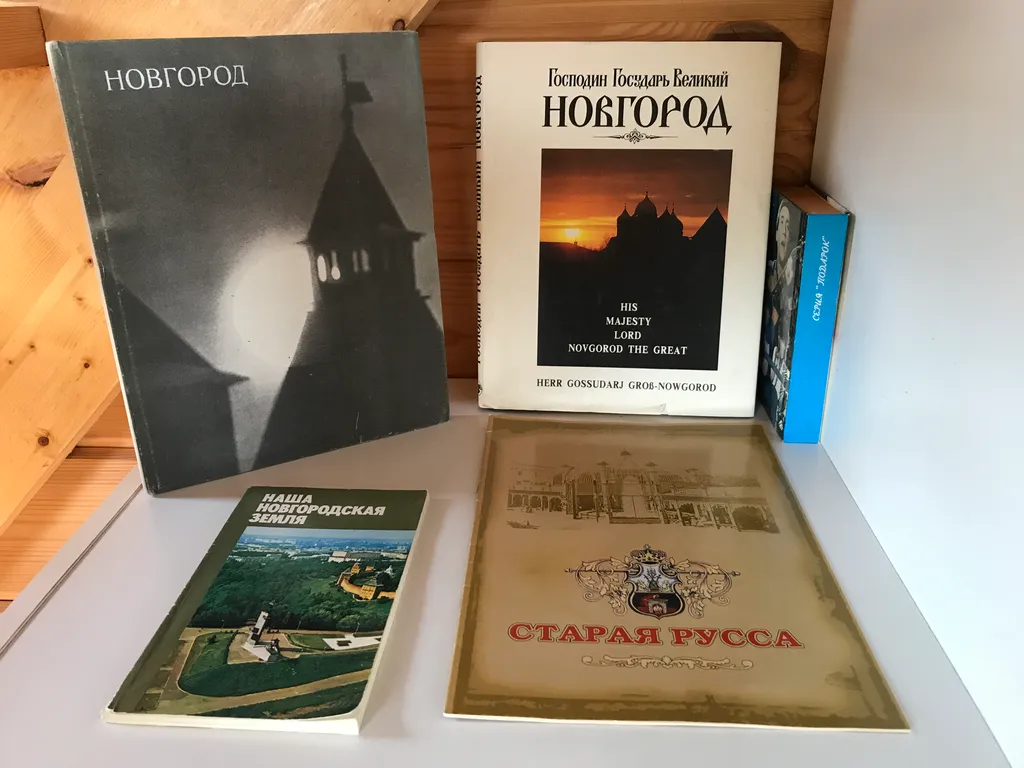 НОВГОРОД
Господин Государь Великий
НОВГОРОД
HIS
MAJESTY
LORD
NOVGOROD THE GREAT
HERR GOSSUDARJ GROß-NOWGOROD
Господин Государь Великий НОВГОРОД
СЕРИЯ "ПОДАРОК"
НАША
НОВГОРОДСКАЯ
ЗЕМЛЯ
СТАРАЯ РУССА